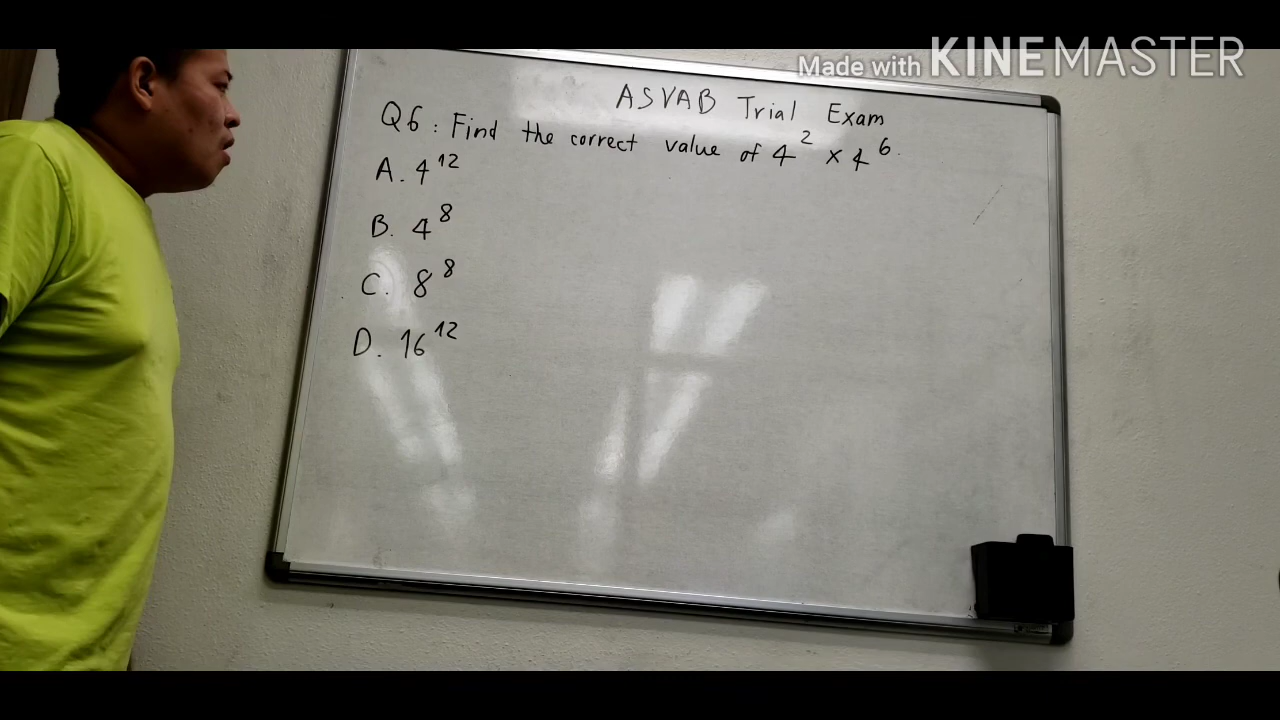 Made with KINEMASTER
ASVAB Trial Exam
Q6 : Find the correct value of 4² × 4⁶.
A. 4¹²
B. 4⁸
C. 8⁸
D. 16¹²